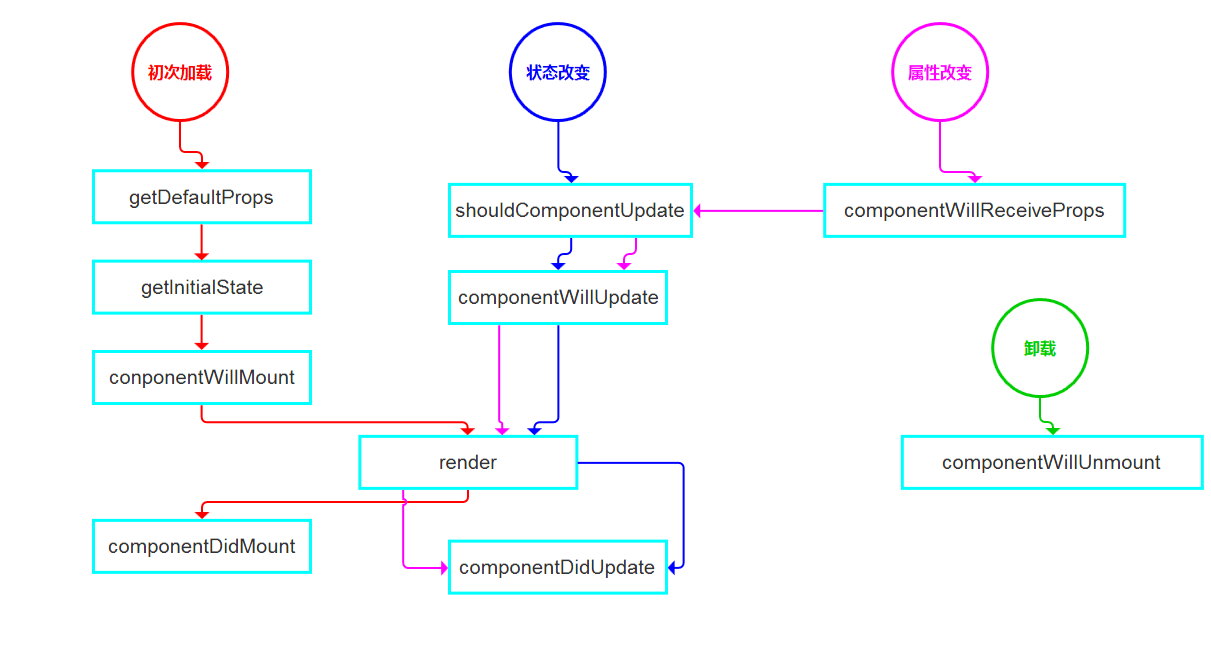 初次加载
状态改变
属性改变
getDefaultProps
shouldComponentUpdate
componentWillReceiveProps
getInitialState
componentWillUpdate
卸载
conponentWillMount
render
componentWillUnmount
componentDidMount
componentDidUpdate